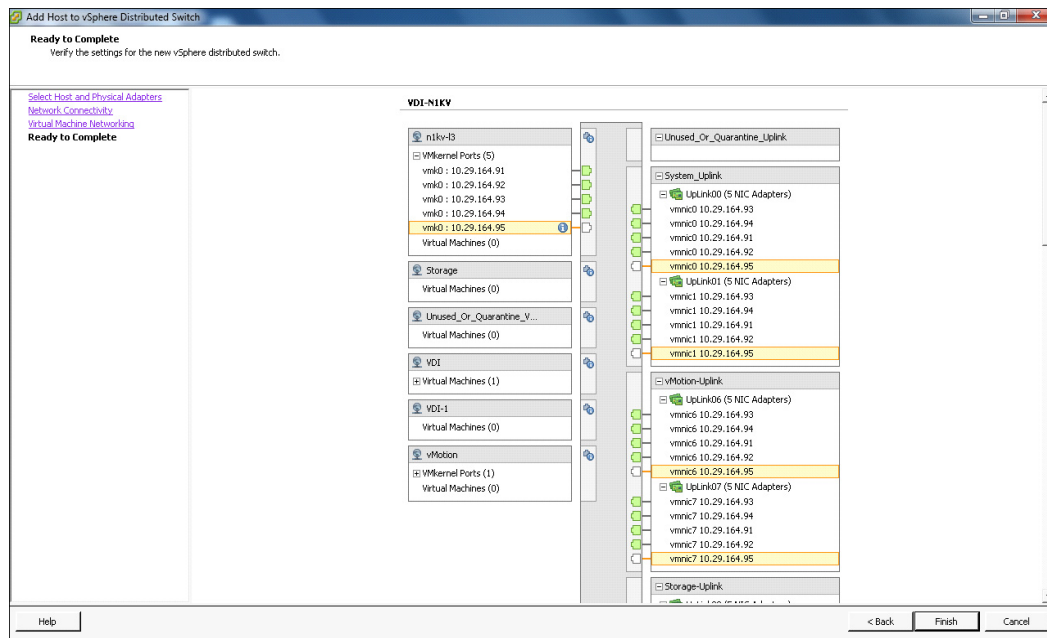 Add Host to vSphere Distributed Switch
Ready to Complete
Verify the settings for the new vSphere distributed switch.
Select Host and Physical Adapters
Network Connectivity
Virtual Machine Networking
Ready to Complete
VDI-N1KV
n1kv-l3
VMkernel Ports (5)
vmk0 : 10.29.164.91
vmk0 : 10.29.164.92
vmk0 : 10.29.164.93
vmk0 : 10.29.164.94
vmk0 : 10.29.164.95
Virtual Machines (0)
Storage
Virtual Machines (0)
Unused_Or_Quarantine_V...
Virtual Machines (0)
VDI
Virtual Machines (1)
VDI-1
Virtual Machines (0)
vMotion
VMkernel Ports (1)
Virtual Machines (0)
Unused_Or_Quarantine_Uplink
System_Uplink
UpLink00 (5 NIC Adapters)
vmnic0 10.29.164.93
vmnic0 10.29.164.94
vmnic0 10.29.164.91
vmnic0 10.29.164.92
vmnic0 10.29.164.95
UpLink01 (5 NIC Adapters)
vmnic1 10.29.164.93
vmnic1 10.29.164.94
vmnic1 10.29.164.91
vmnic1 10.29.164.92
vmnic1 10.29.164.95
vMotion-Uplink
UpLink06 (5 NIC Adapters)
vmnic6 10.29.164.93
vmnic6 10.29.164.94
vmnic6 10.29.164.91
vmnic6 10.29.164.92
vmnic6 10.29.164.95
UpLink07 (5 NIC Adapters)
vmnic7 10.29.164.93
vmnic7 10.29.164.94
vmnic7 10.29.164.91
vmnic7 10.29.164.92
vmnic7 10.29.164.95
Storage-Uplink
Help
< Back
Finish
Cancel